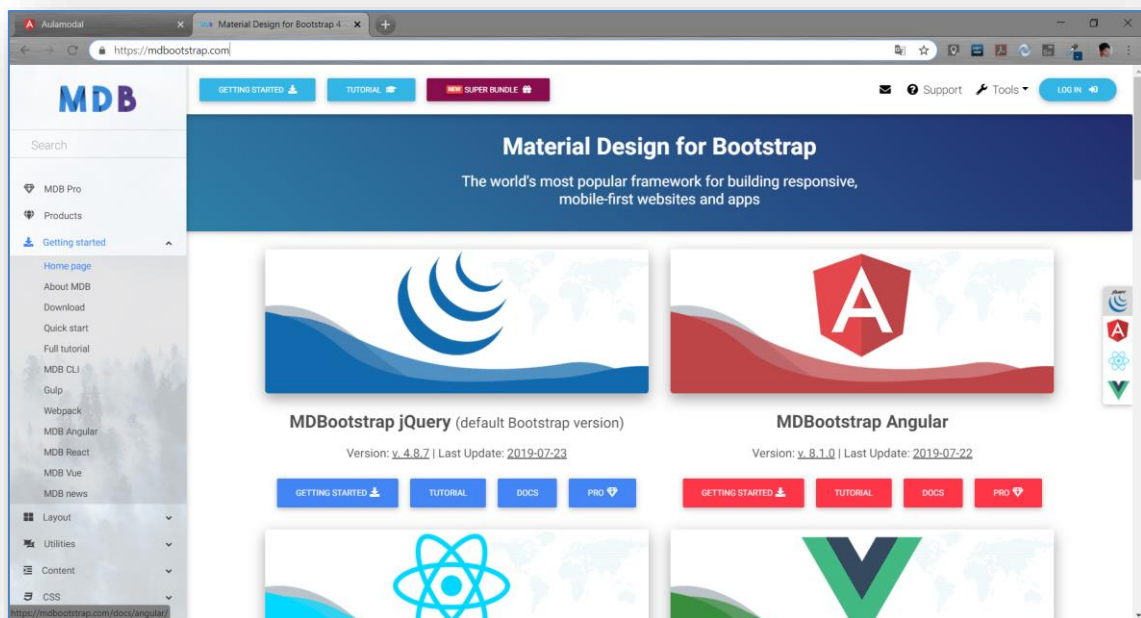 Aulamodal
Material Design for Bootstrap 4
https://mdbootstrap.com
MDB
GETTING STARTED
TUTORIAL
NEW SUPER BUNDLE
Support
Tools
LOG IN
Search
MDB Pro
Products
Getting started
Home page
About MDB
Download
Quick start
Full tutorial
MDB CLI
Gulp
Webpack
MDB Angular
MDB React
MDB Vue
MDB news
Layout
Utilities
Content
CSS
https://mdbootstrap.com/docs/angular/
Material Design for Bootstrap
The world's most popular framework for building responsive,
mobile-first websites and apps
MDBootstrap jQuery (default Bootstrap version)
Version: v. 4.8.7 | Last Update: 2019-07-23
GETTING STARTED
TUTORIAL
DOCS
PRO
A
MDBootstrap Angular
Version: v. 8.1.0 | Last Update: 2019-07-22
GETTING STARTED
TUTORIAL
DOCS
PRO
jQuery